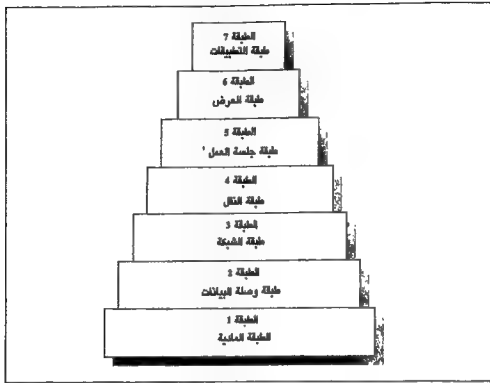 الطبقة 7
طبقة التطبيقات
الطبقة 6
طبقة العرض
الطبقة 5
طبقة جلسة العمل
الطبقة 4
طبقة النقل
الطبقة 3
طبقة الشبكة
الطبقة 2
طبقة وصلة البيانات
الطبقة 1
الطبقة المادية